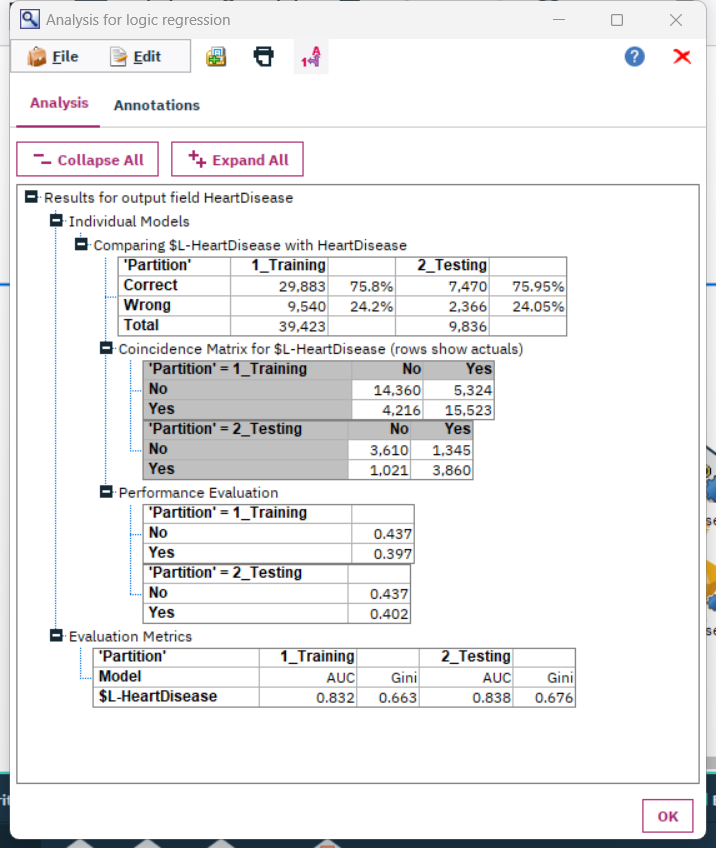 Analysis for logic regression
File Edit
Analysis Annotations
Collapse All Expand All
Results for output field HeartDisease
Individual Models
Comparing $L-HeartDisease with HeartDisease
'Partition' 1_Training 2_Testing
Correct 29,883 75.8% 7,470 75.95%
Wrong 9,540 24.2% 2,366 24.05%
Total 39,423 9,836
Coincidence Matrix for $L-HeartDisease (rows show actuals)
'Partition' = 1_Training No Yes
No 14,360 5,324
Yes 4,216 15,523
'Partition' = 2_Testing No Yes
No 3,610 1,345
Yes 1,021 3,860
Performance Evaluation
'Partition' = 1_Training
No 0.437
Yes 0.397
'Partition' = 2_Testing
No 0.437
Yes 0.402
Evaluation Metrics
'Partition' 1_Training 2_Testing
Model AUC Gini AUC Gini
$L-HeartDisease 0.832 0.663 0.838 0.676
OK